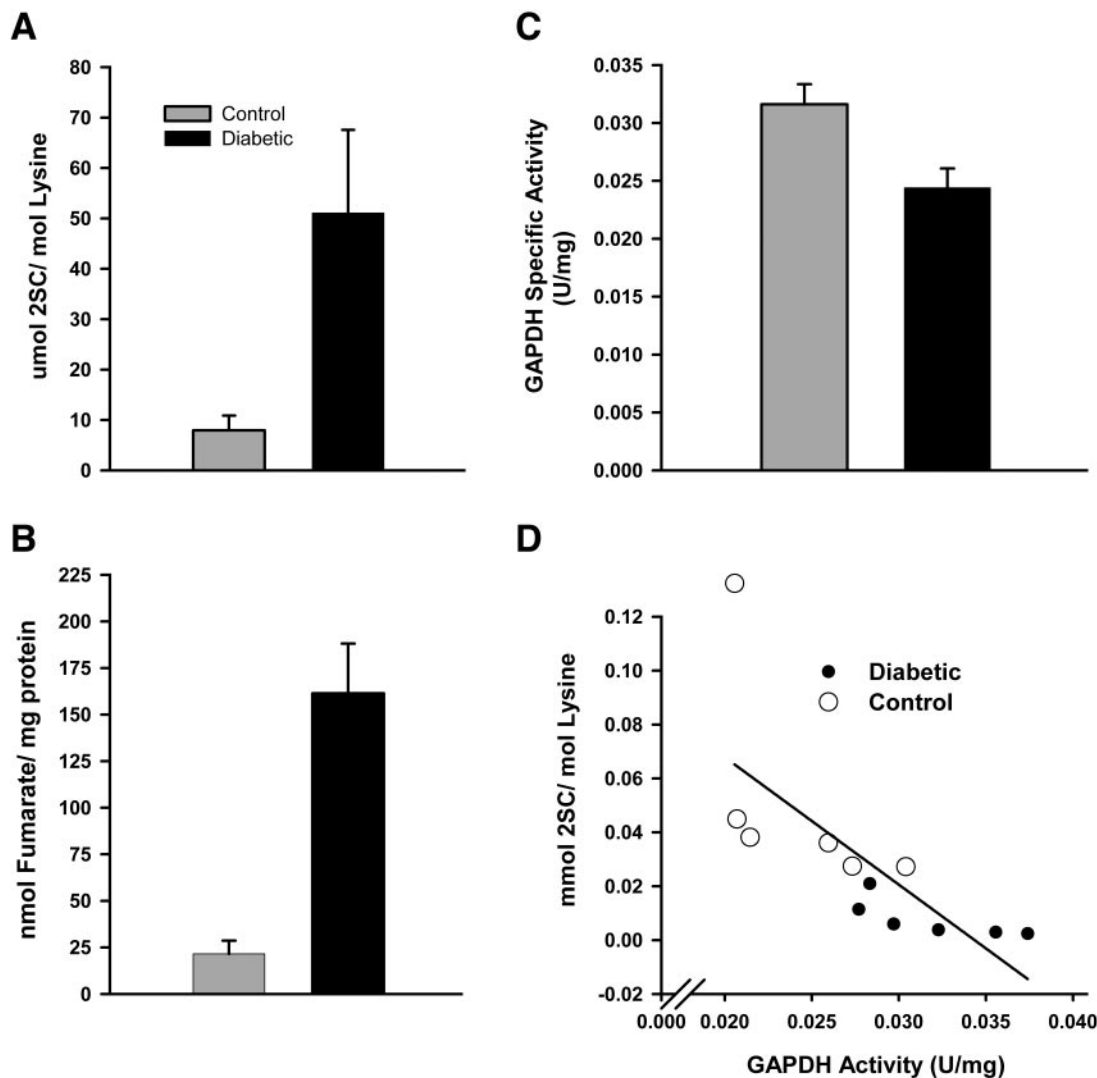 A
umol 2SC/ mol Lysine
80
70
60
50
40
30
20
10
0
Control
Diabetic
C
GAPDH Specific Activity
(U/mg)
0.035
0.030
0.025
0.020
0.015
0.010
0.005
0.000
B
nmol Fumarate/ mg protein
225
200
175
150
125
100
75
50
25
0
D
mmol 2SC/ mol Lysine
0.12
0.10
0.08
0.06
0.04
0.02
0.00
-0.02
Diabetic
Control
0.000 0.020 0.025 0.030 0.035 0.040
GAPDH Activity (U/mg)